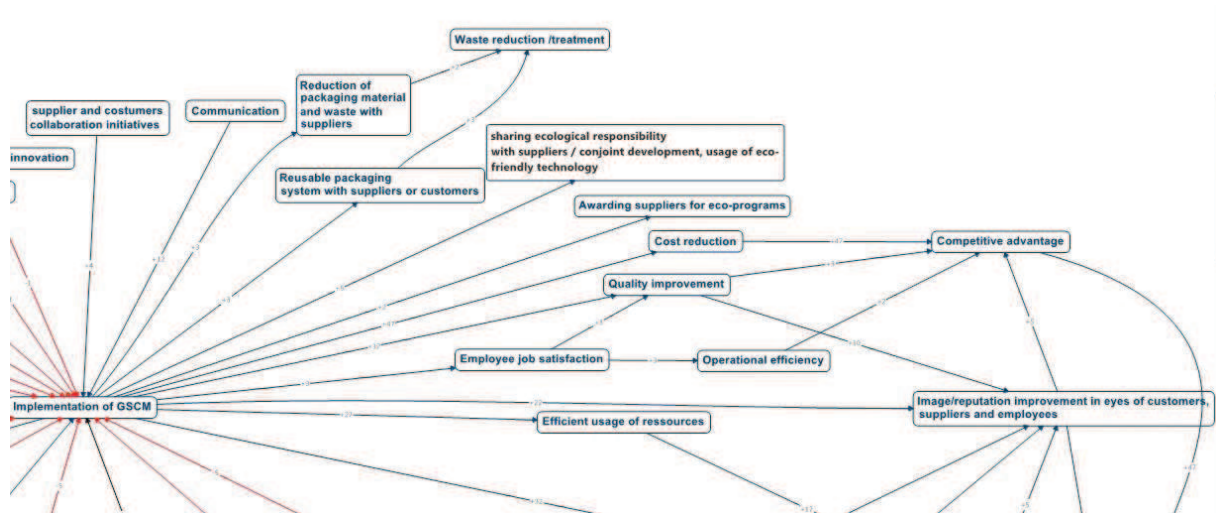 Waste reduction /treatment
Reduction of
packaging material
and waste with
suppliers
supplier and costumers
collaboration initiatives
Communication
innovation
sharing ecological responsibility
with suppliers / conjoint development, usage of eco-
friendly technology
Reusable packaging
system with suppliers or customers
Awarding suppliers for eco-programs
Cost reduction
+47
Competitive advantage
Quality improvement
Employee job satisfaction
Operational efficiency
Implementation of GSCM
Image/reputation improvement in eyes of customers,
suppliers and employees
Efficient usage of ressources
+4